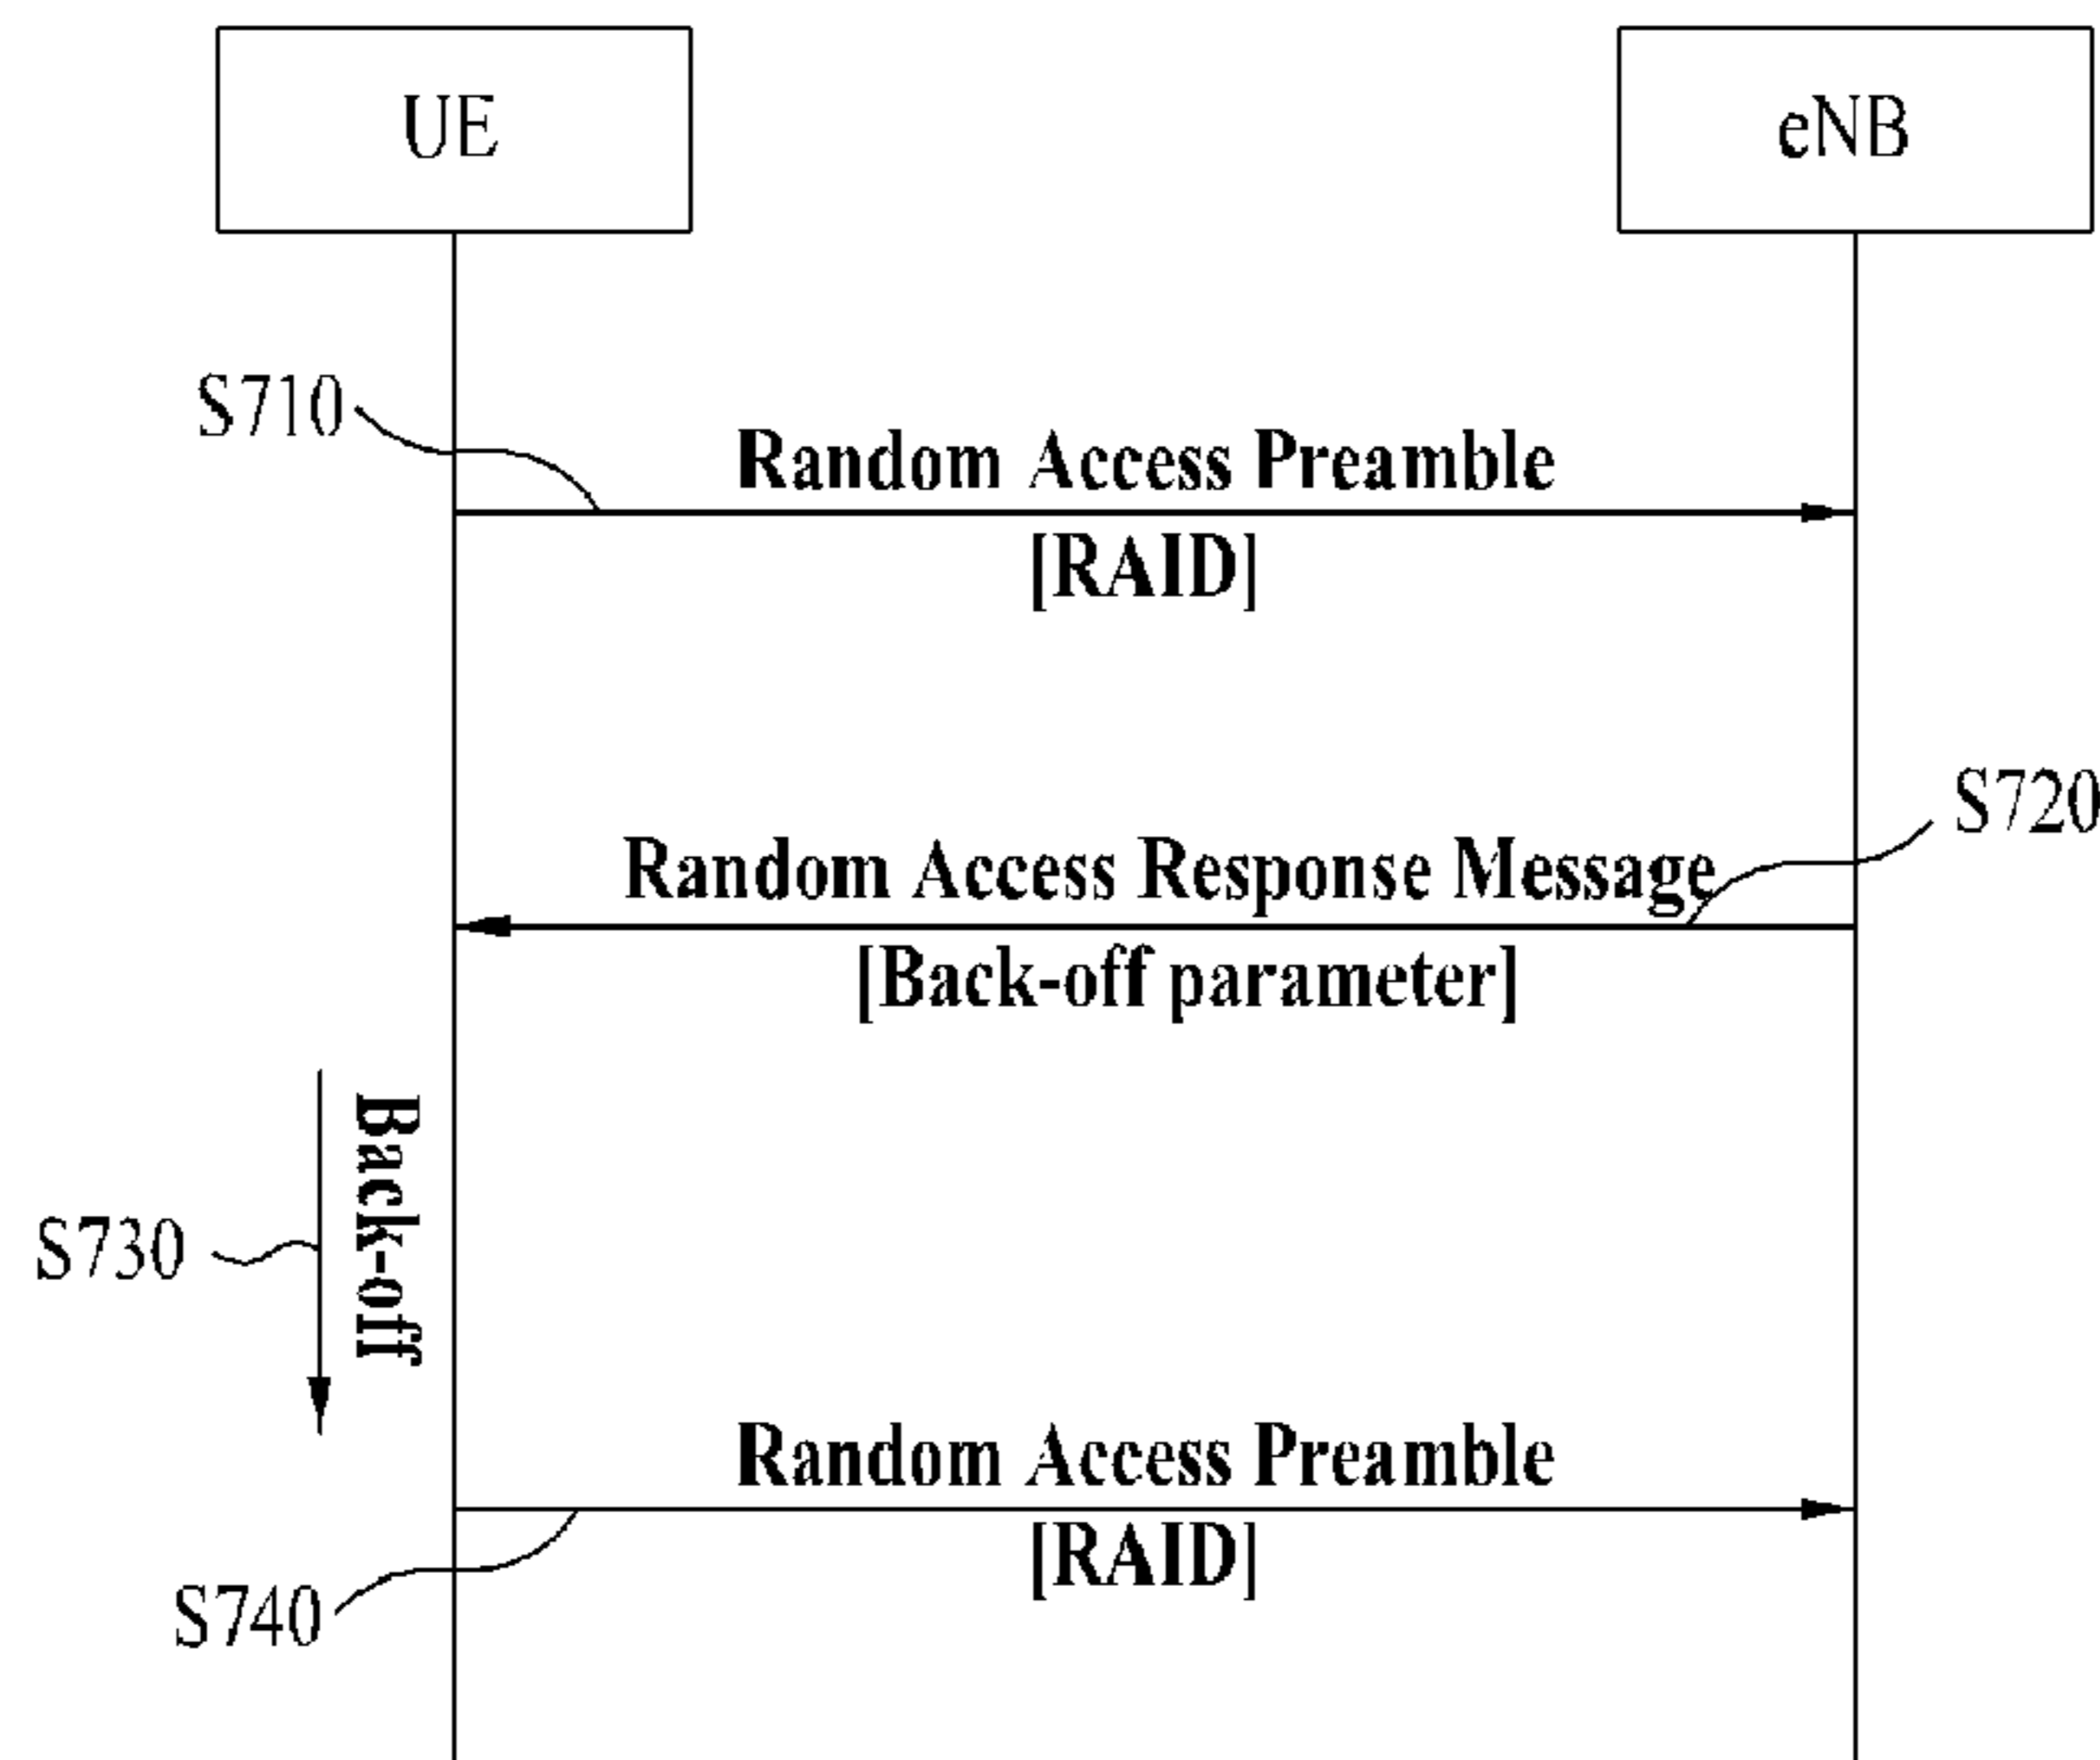 UE
eNB
S710
Random Access Preamble
[RAID]
S720
Random Access Response Message
[Back-off parameter]
Back-off
S730
Random Access Preamble
[RAID]
S740